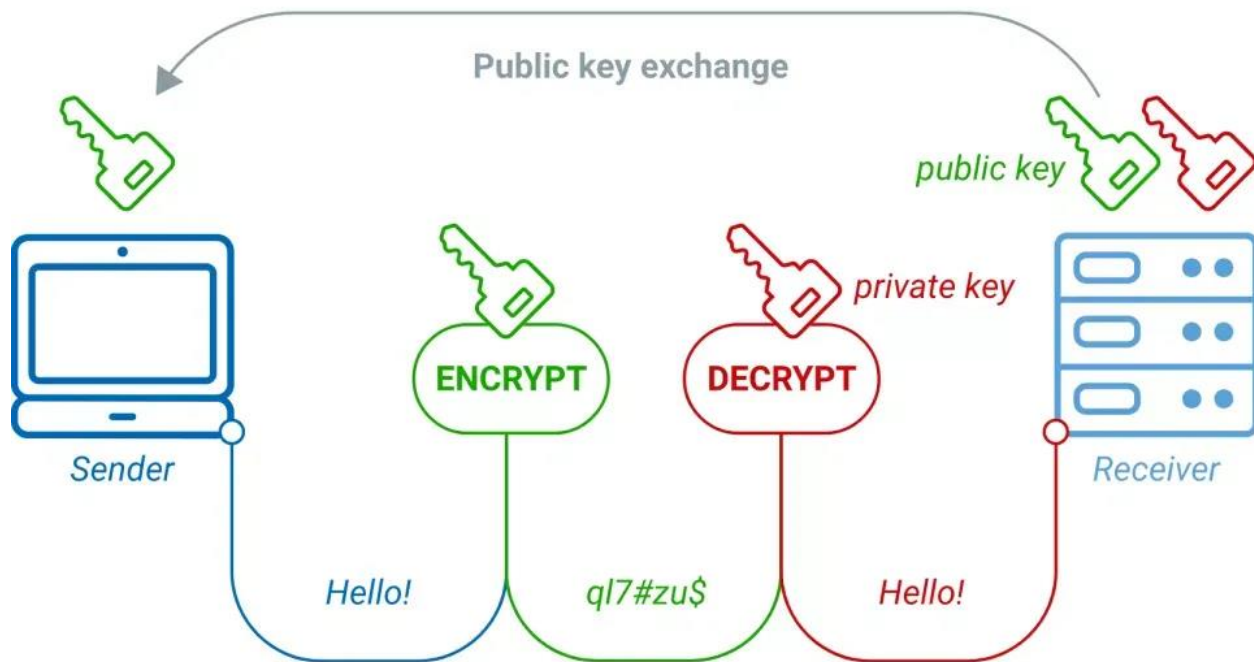 Public key exchange
public key
private key
ENCRYPT
DECRYPT
Sender
Receiver
Hello!
ql7#zu$
Hello!